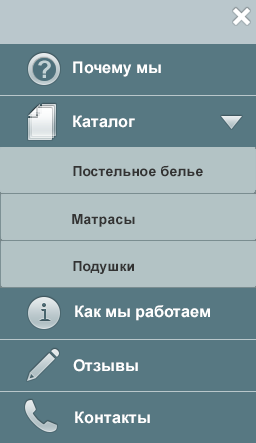 Почему мы
Каталог
Постельное белье
Матрасы
Подушки
Как мы работаем
Отзывы
Контакты